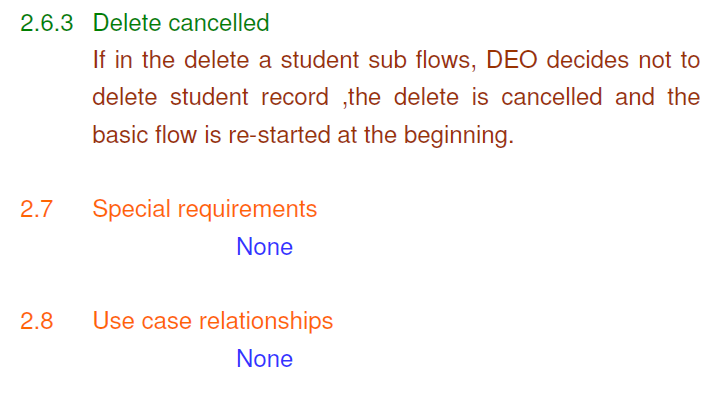 2.6.3 Delete cancelled
If in the delete a student sub flows, DEO decides not to
delete student record ,the delete is cancelled and the
basic flow is re-started at the beginning.
2.7 Special requirements
None
2.8 Use case relationships
None